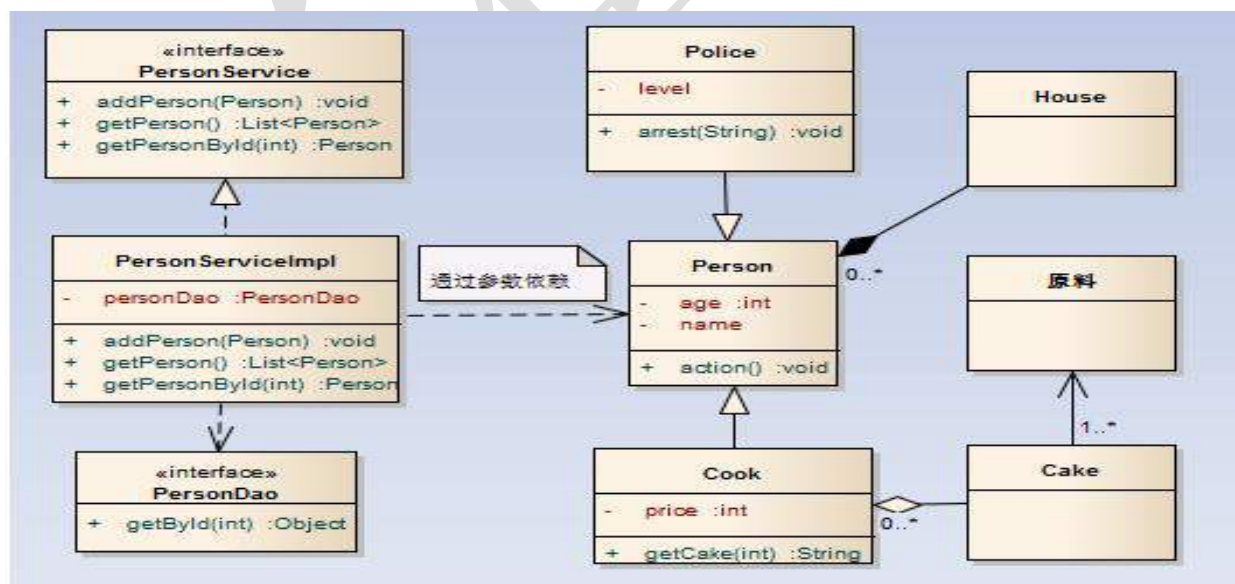 «interface»
PersonService
+ addPerson(Person) :void
+ getPerson() :List<Person>
+ getPersonById(int) :Person
PersonServiceImpl
- personDao :PersonDao
+ addPerson(Person) :void
+ getPerson() :List<Person>
+ getPersonById(int) :Person
«interface»
PersonDao
+ getById(int) :Object
通过参数依赖
Police
- level
+ arrest(String) :void
Person
- age :int
- name
+ action() :void
0..*
House
原料
1..*
Cook
- price :int
+ getCake(int) :String
0..*
Cake